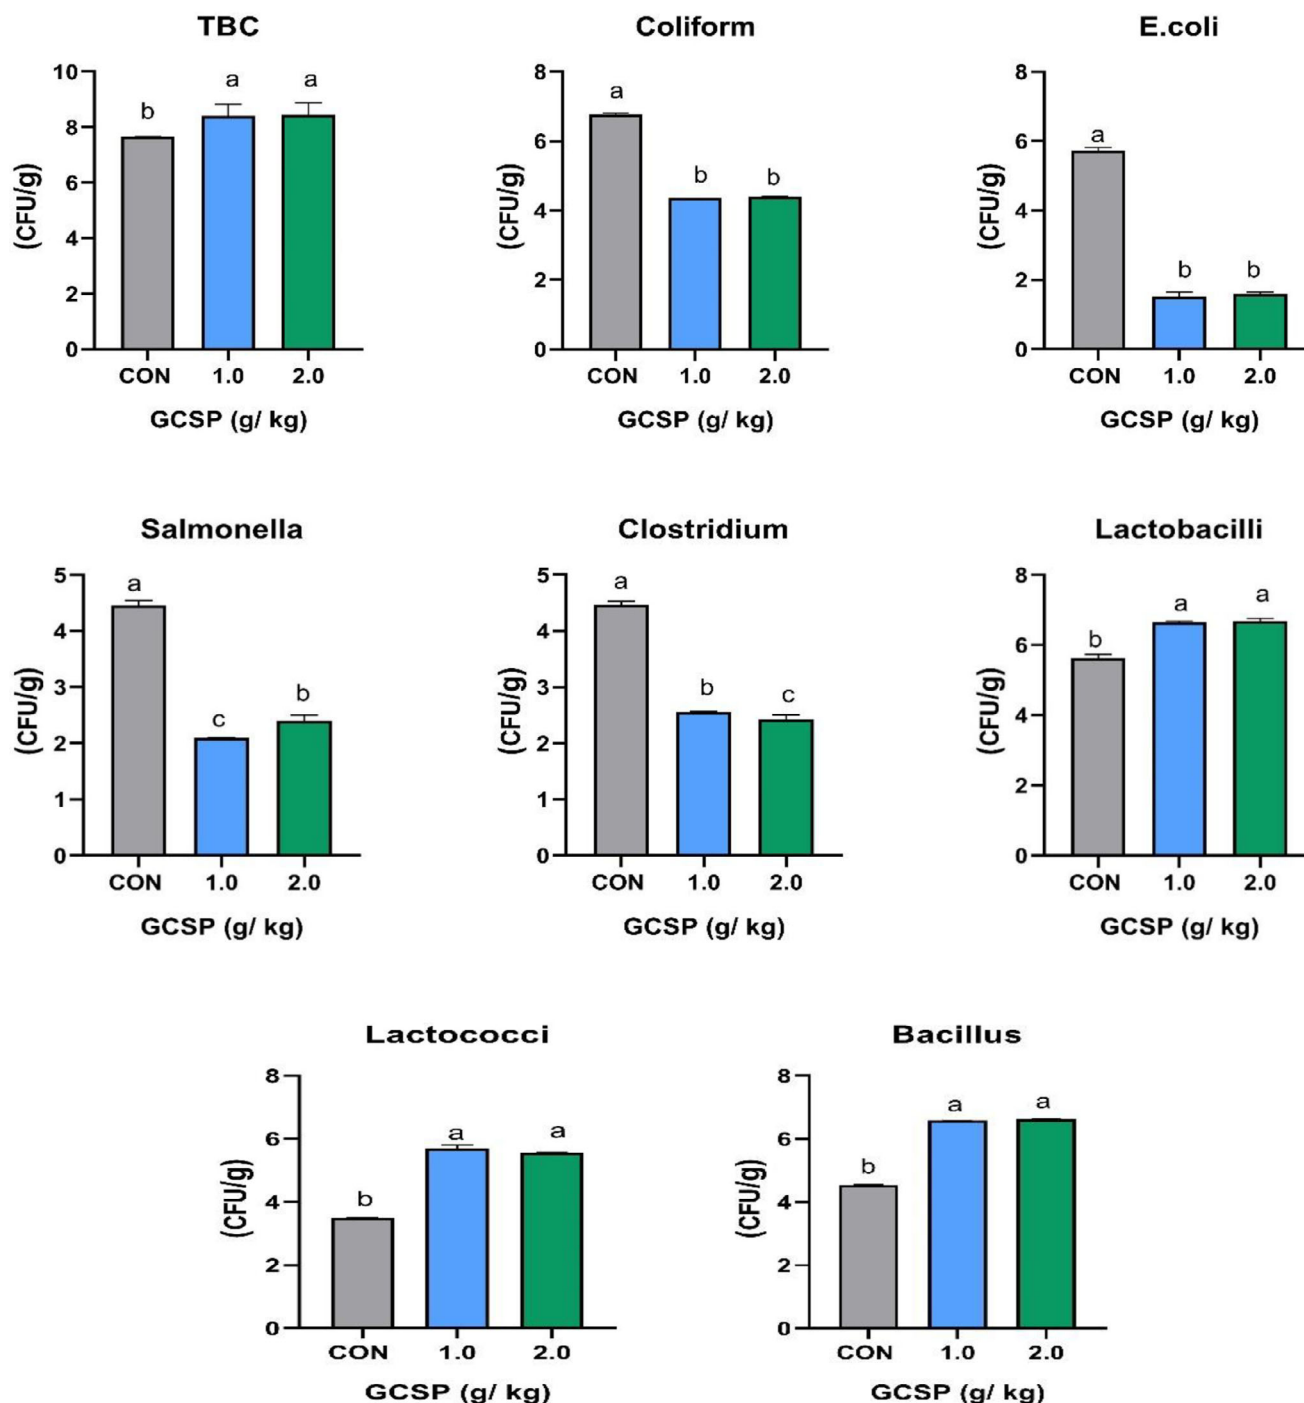 TBC
10
8
6
4
2
0
(CFU/g)
b
a
a
CON 1.0 2.0
GCSP (g/ kg)
Coliform
8
6
4
2
0
(CFU/g)
a
b
b
CON 1.0 2.0
GCSP (g/ kg)
E.coli
8
6
4
2
0
(CFU/g)
a
b
b
CON 1.0 2.0
GCSP (g/ kg)
Salmonella
5
4
3
2
1
0
(CFU/g)
a
c
b
CON 1.0 2.0
GCSP (g/ kg)
Clostridium
5
4
3
2
1
0
(CFU/g)
a
b
c
CON 1.0 2.0
GCSP (g/ kg)
Lactobacilli
8
6
4
2
0
(CFU/g)
b
a
a
CON 1.0 2.0
GCSP (g/ kg)
Lactococci
8
6
4
2
0
(CFU/g)
b
a
a
CON 1.0 2.0
GCSP (g/ kg)
Bacillus
8
6
4
2
0
(CFU/g)
b
a
a
CON 1.0 2.0
GCSP (g/ kg)